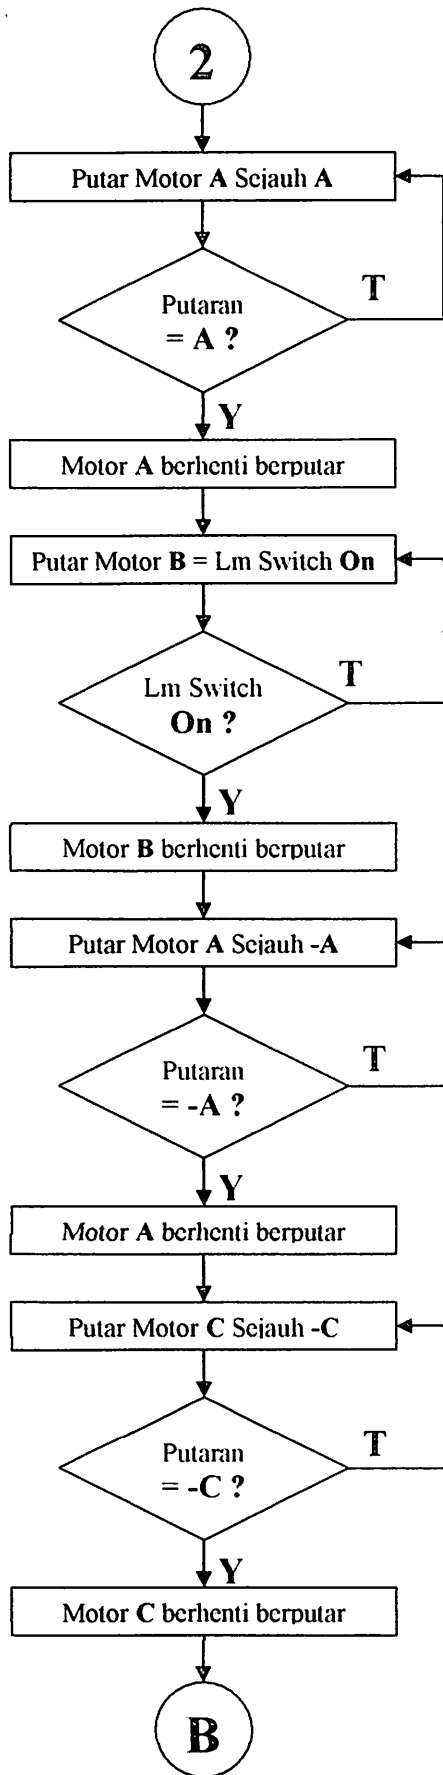 2
Putar Motor A Sejauh A
Putaran
= A ?
T
Y
Motor A berhenti berputar
Putar Motor B = Lm Switch On
Lm Switch
On ?
T
Y
Motor B berhenti berputar
Putar Motor A Sejauh -A
Putaran
= -A ?
T
Y
Motor A berhenti berputar
Putar Motor C Sejauh -C
Putaran
= -C ?
T
Y
Motor C berhenti berputar
B